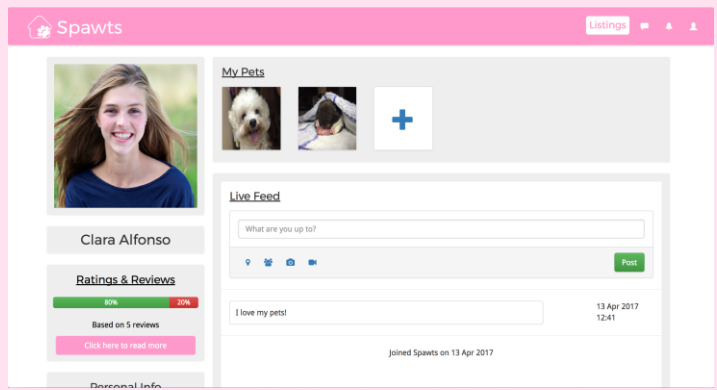 Spawts
Listings
My Pets
Clara Alfonso
Ratings & Reviews
80% 20%
Based on 5 reviews
Click here to read more
Personal Info
Live Feed
What are you up to?
Post
I love my pets!
13 Apr 2017
12:41
Joined Spawts on 13 Apr 2017